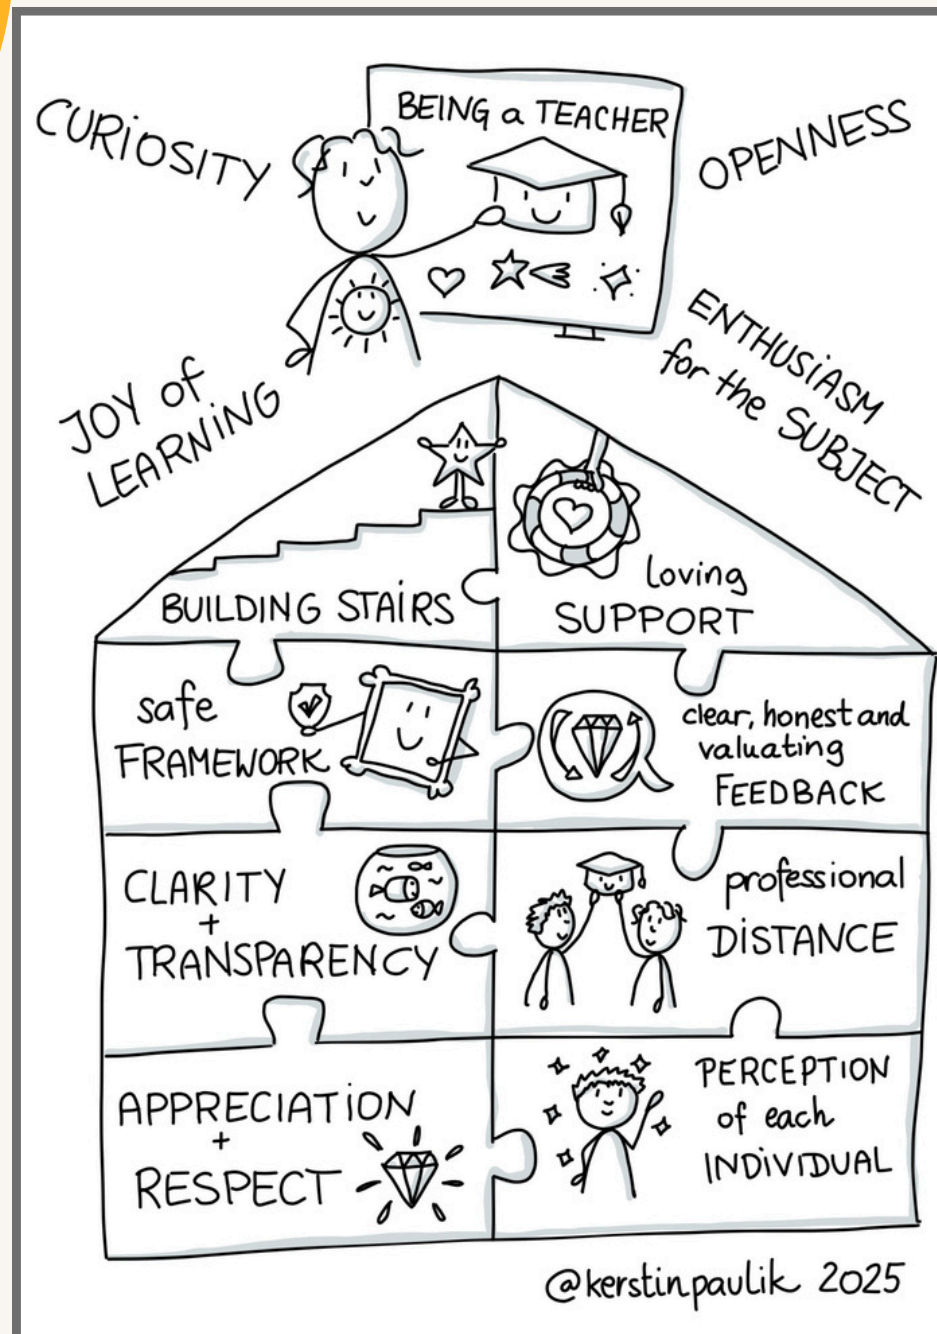 BEING a TEACHER
CURIOSITY
OPENNESS
JOY of
LEARNING
ENTHUSIASM
for the SUBJECT
BUILDING STAIRS
loving
SUPPORT
safe
FRAMEWORK
clear, honest and
valuating
FEEDBACK
CLARITY
+
TRANSPARENCY
professional
DISTANCE
APPRECIATION
+
RESPECT
PERCEPTION
of each
INDIVIDUAL
@kerstinpaulik 2025